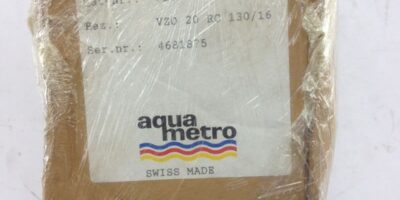 Bez.: VZO 20 RC 130/16
Ser.nr.: 4681875
aqua
metro
SWISS MADE